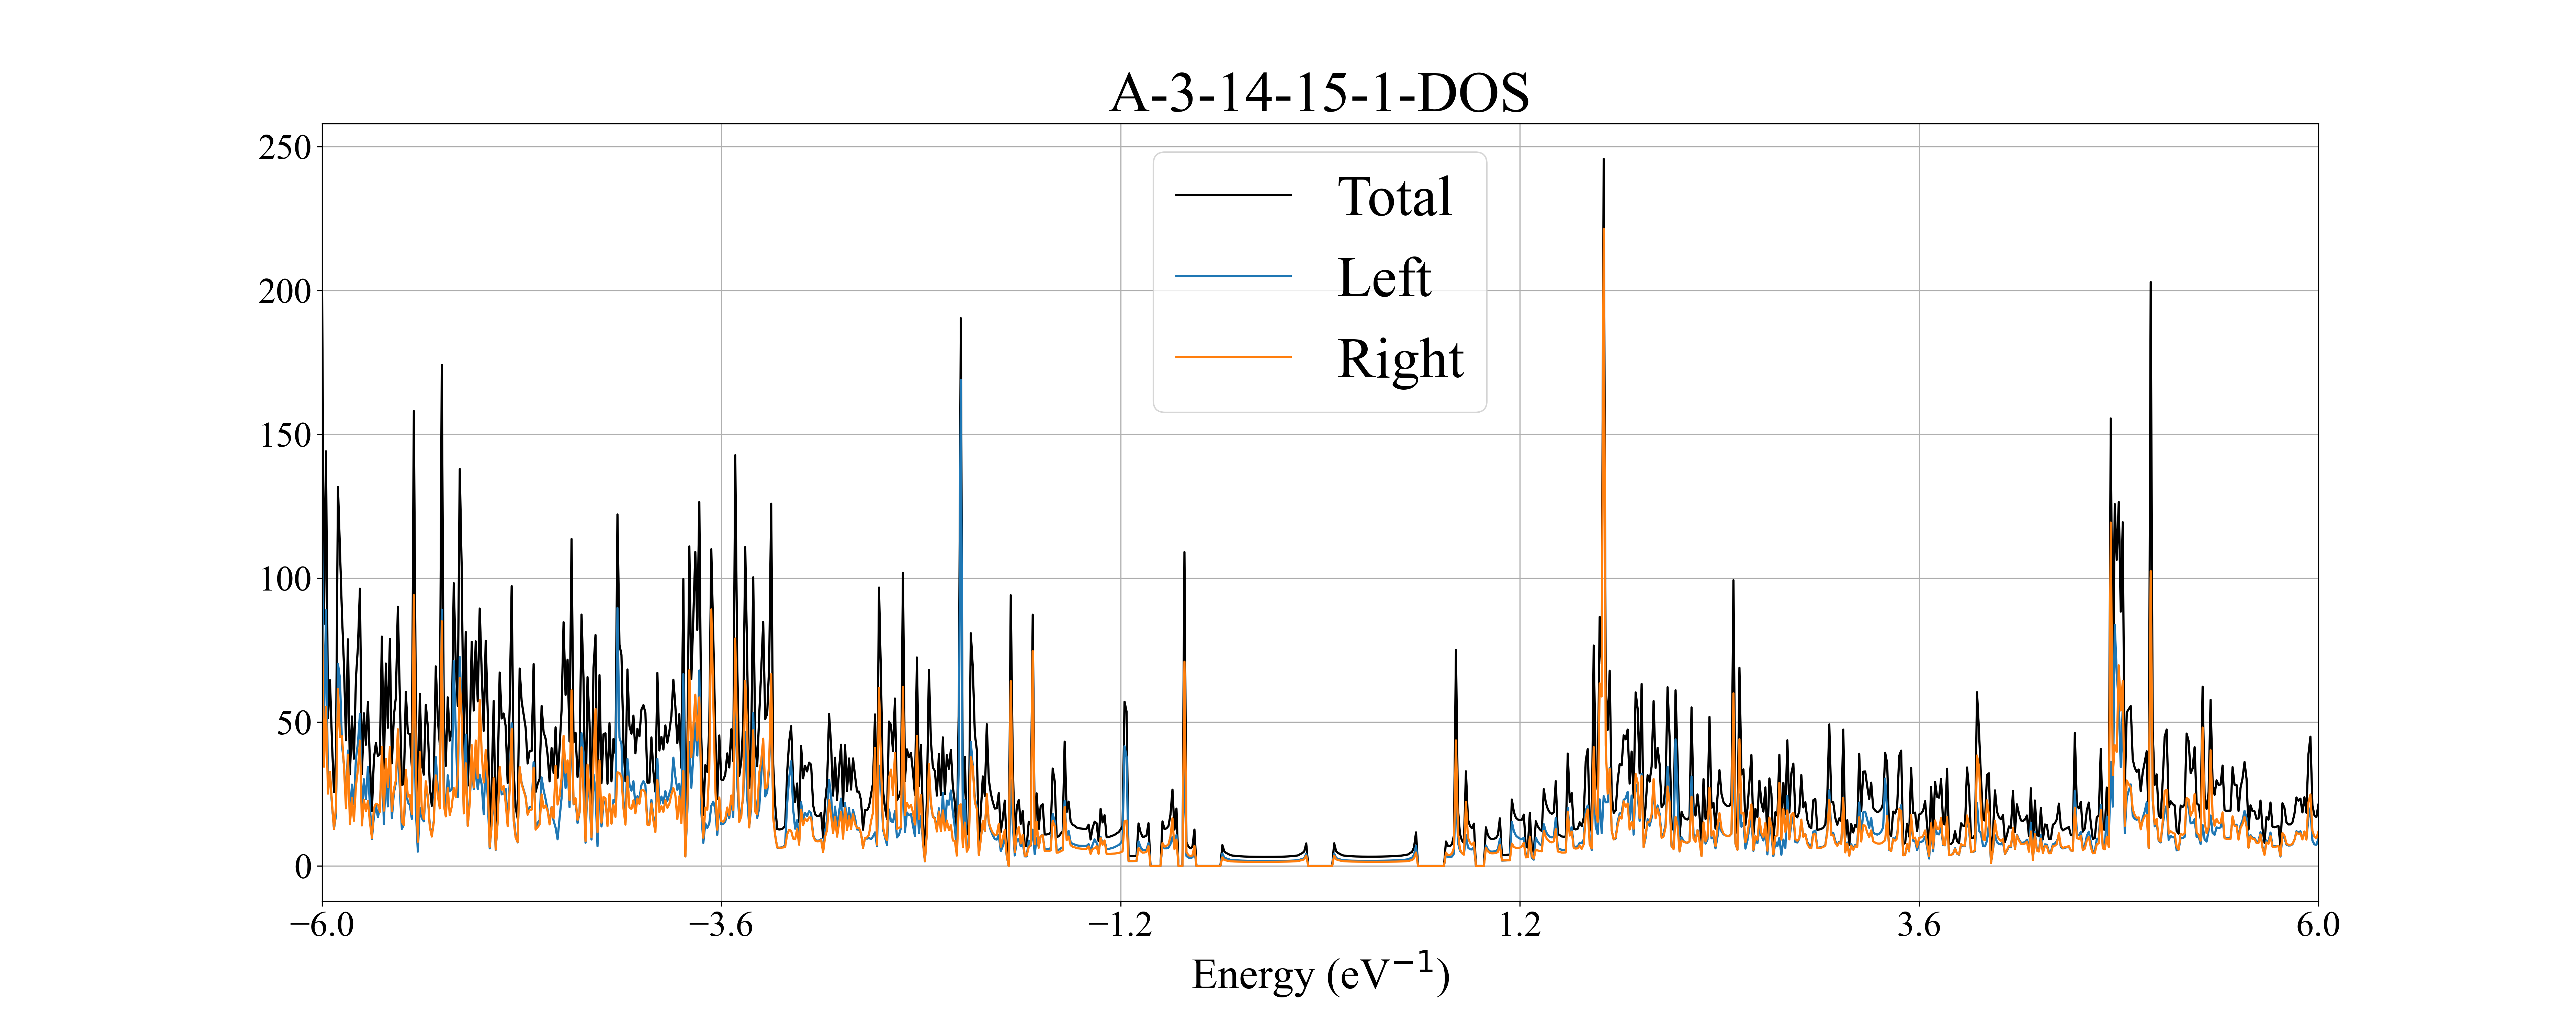 A-3-14-15-1-DOS
250
200
150
100
50
0
Total
Left
Right
−6.0 −3.6 −1.2 1.2 3.6 6.0
Energy (eV⁻¹)